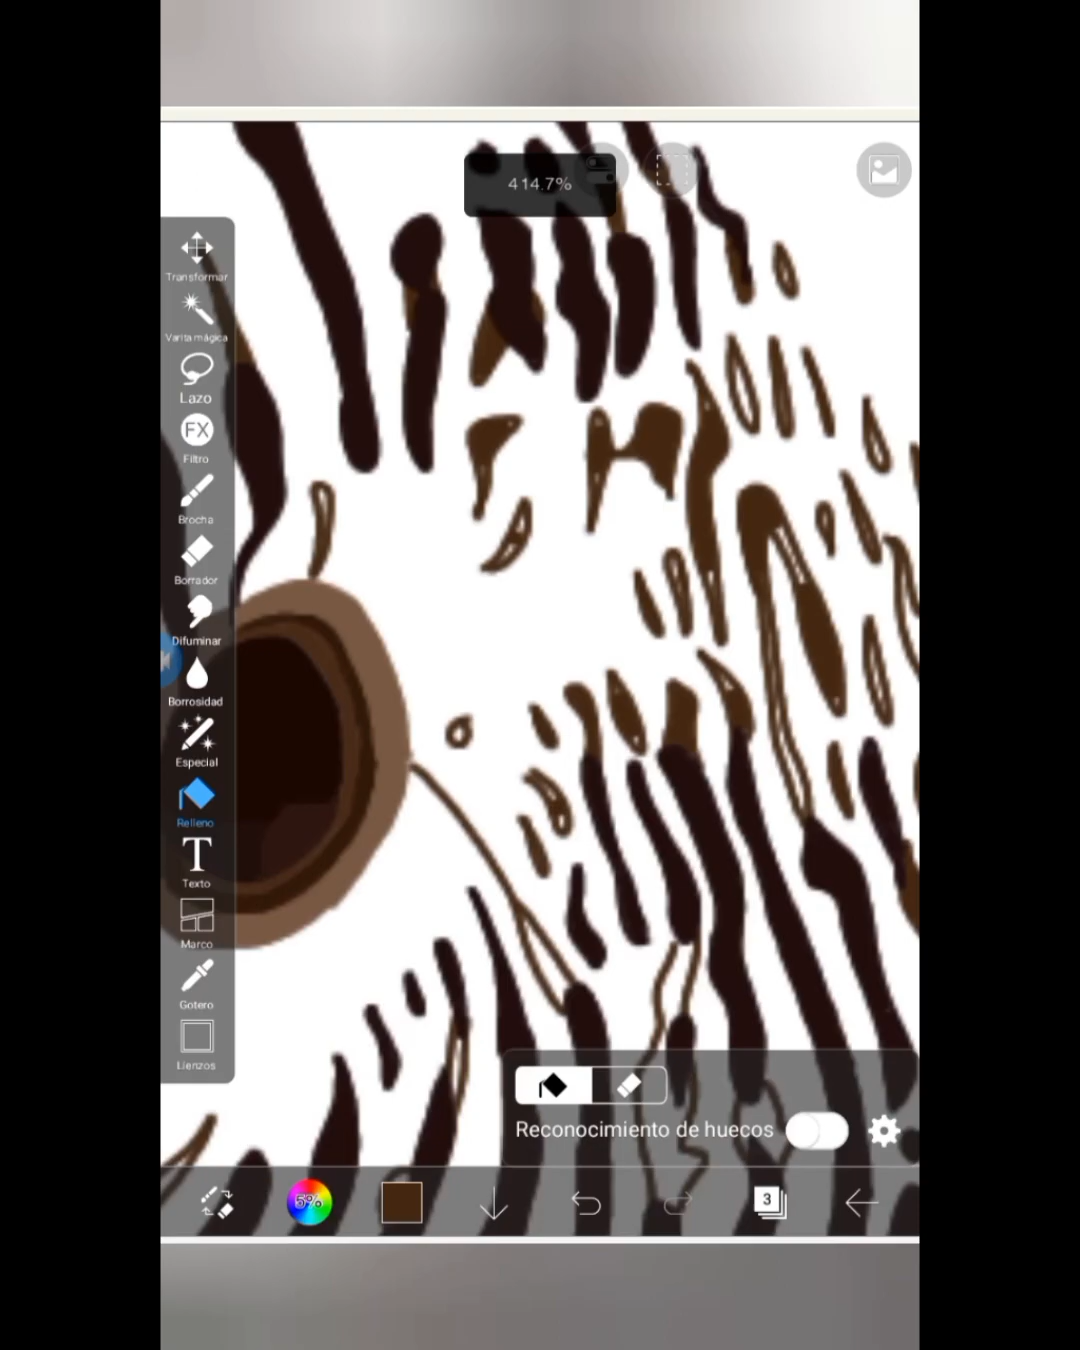 414.7%
Transformar
Varita mágica
Lazo
FX
Filtro
Brocha
Borrador
Difuminar
Borrosidad
Especial
Relleno
T
Texto
Marco
Gotero
Lienzos
Reconocimiento de huecos
5%
3